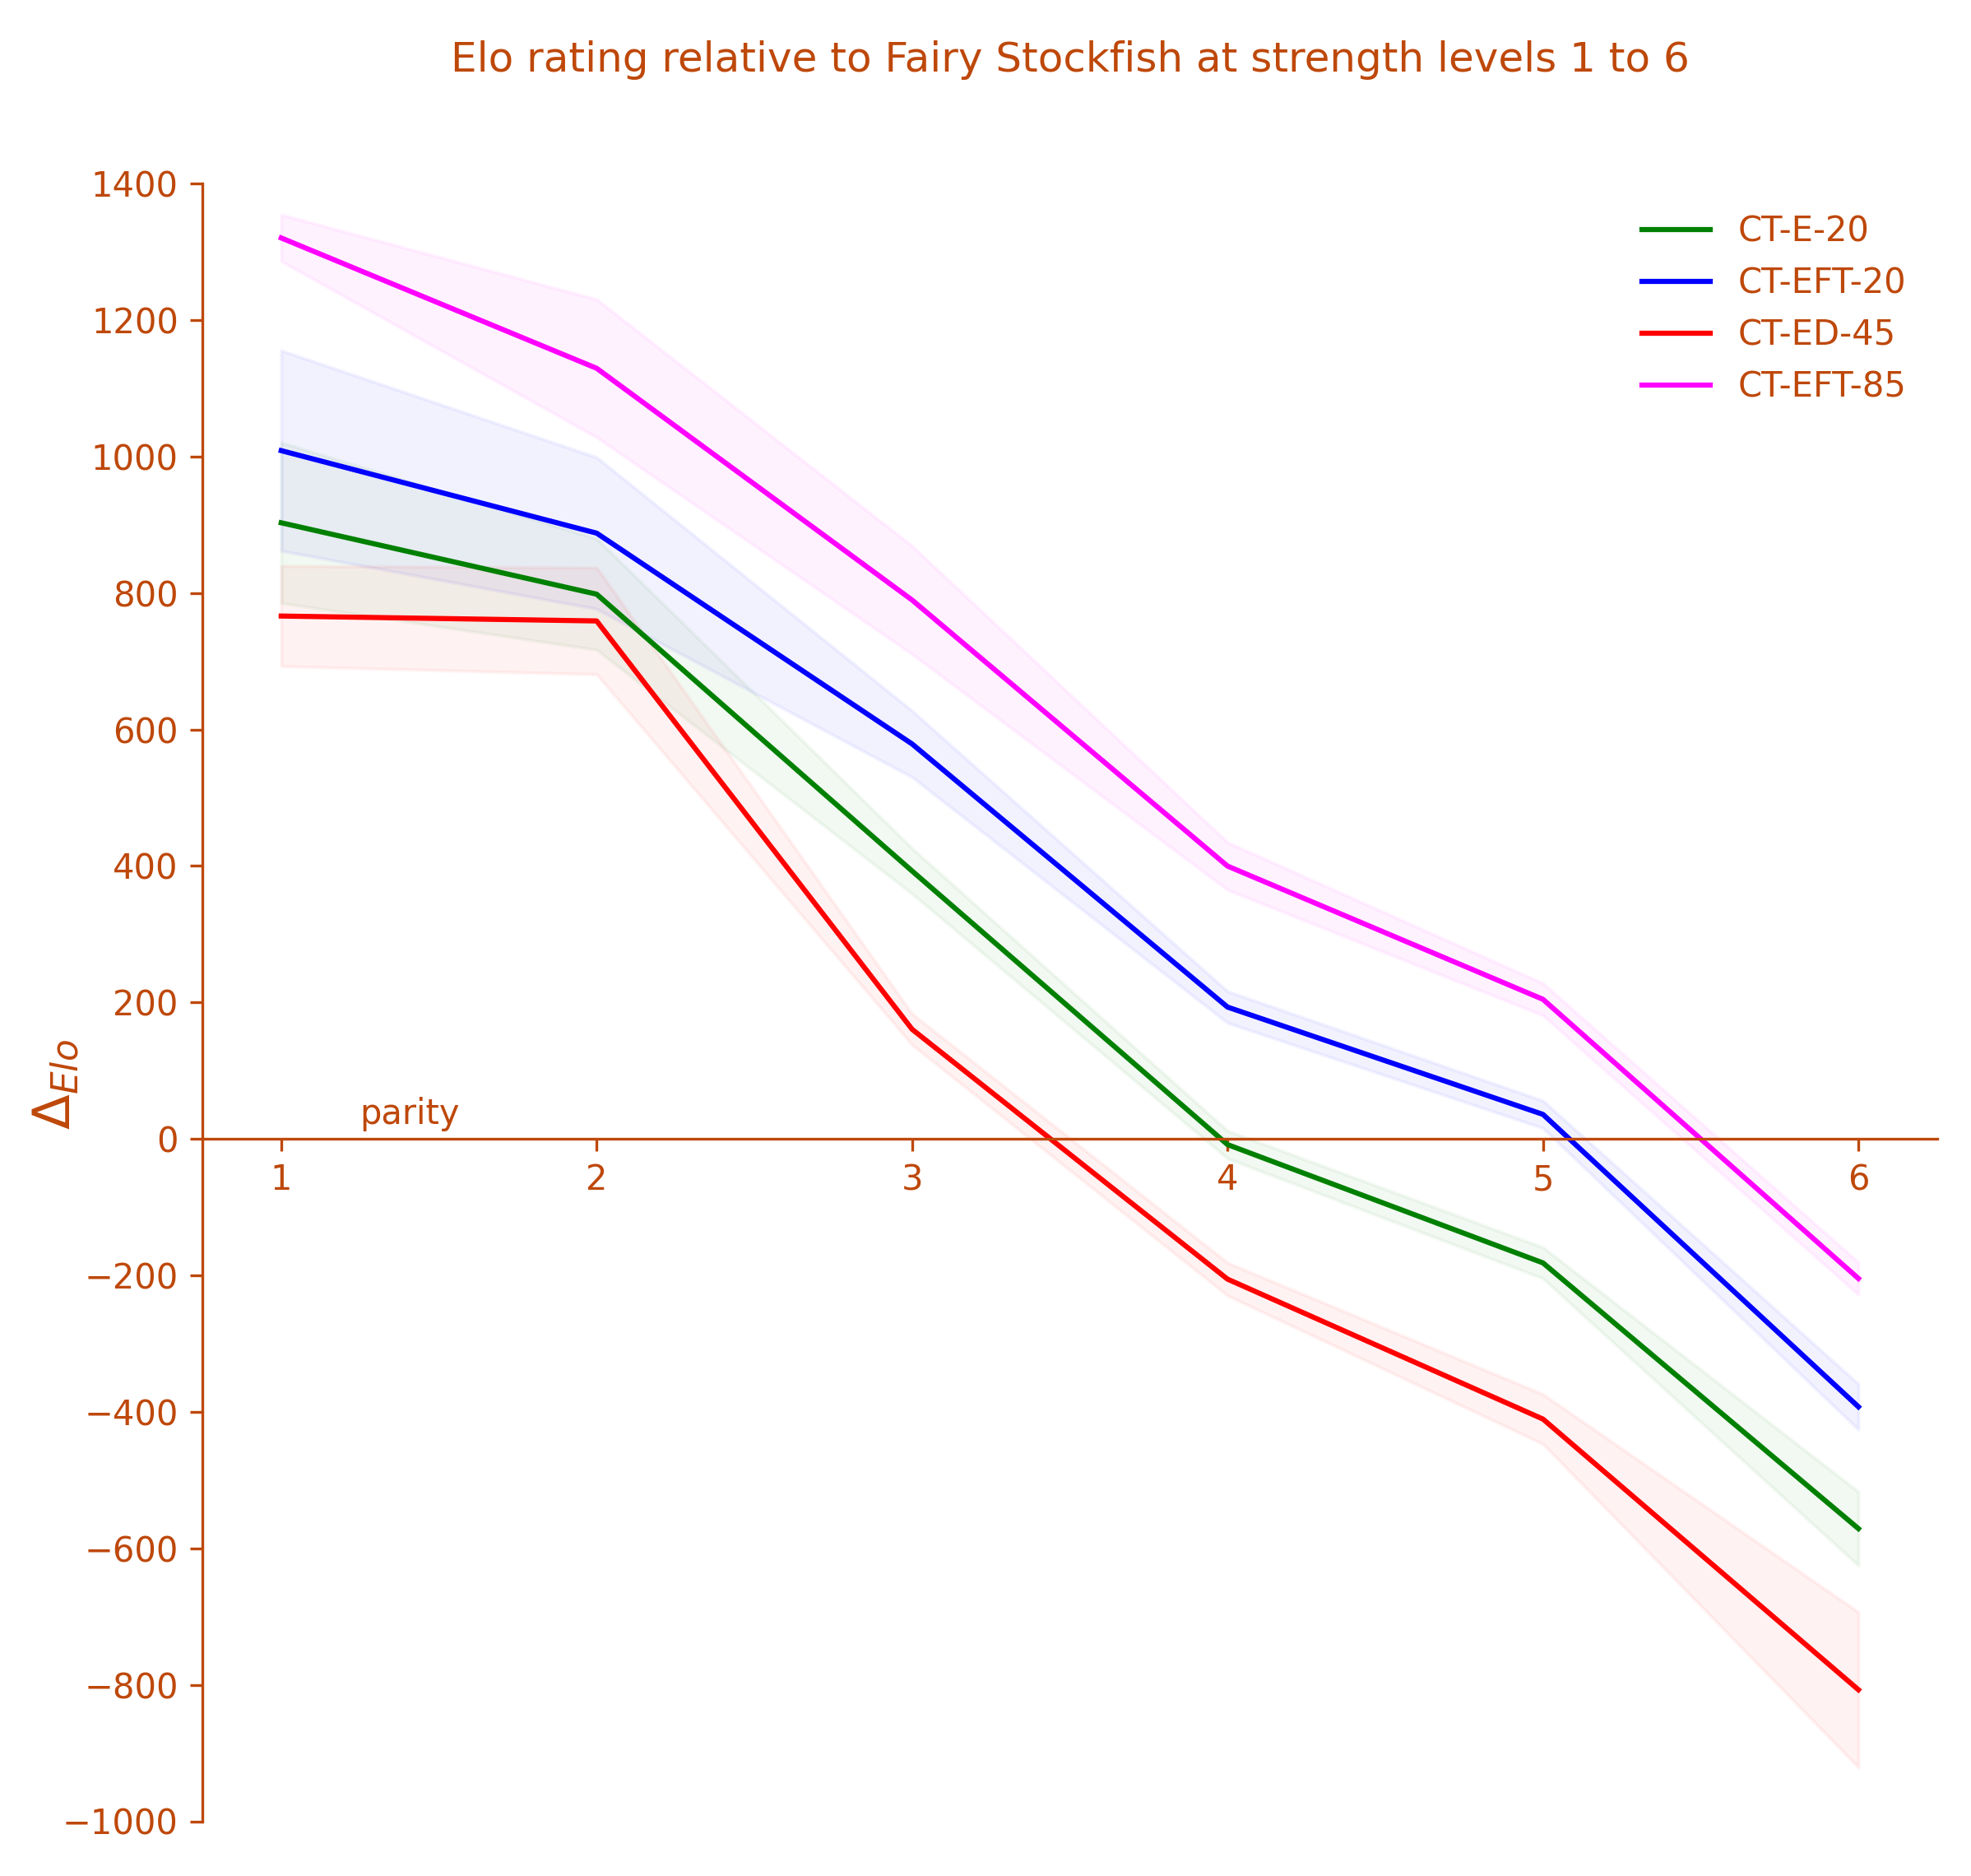 Elo rating relative to Fairy Stockfish at strength levels 1 to 6
1400
1200
1000
800
600
400
200
0
−200
−400
−600
−800
−1000
Δ_Elo
parity
1 2 3 4 5 6
CT-E-20
CT-EFT-20
CT-ED-45
CT-EFT-85